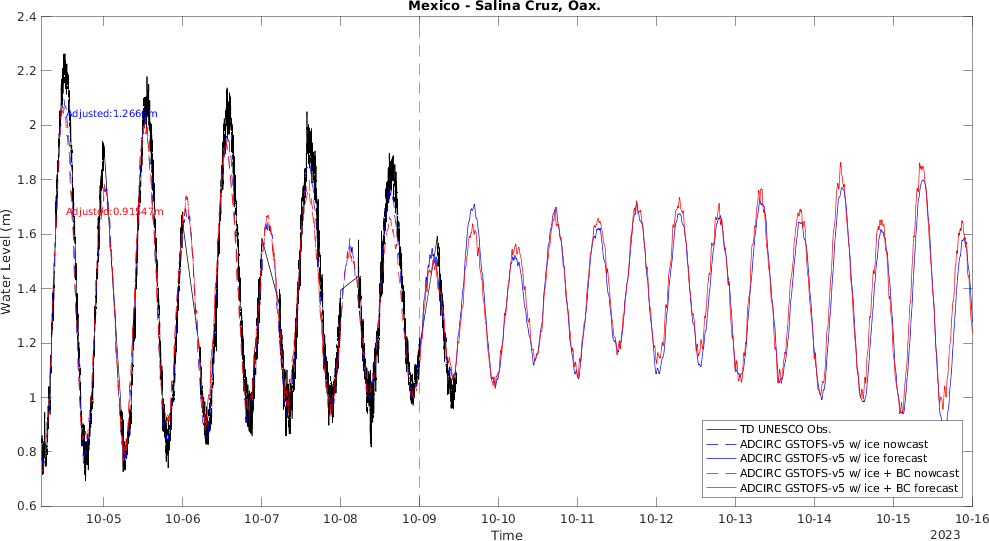 Mexico - Salina Cruz, Oax.
2.4
2.2
2
1.8
1.6
1.4
1.2
1
0.8
0.6
Water Level (m)
Adjusted:0.91547m
10-05
10-06
10-07
10-08
10-09
10-10
10-11
10-12
10-13
10-14
10-15
10-16
Time
2023
TD UNESCO Obs.
ADCIRC GSTOFS-v5 w/ ice nowcast
ADCIRC GSTOFS-v5 w/ ice forecast
ADCIRC GSTOFS-v5 w/ ice + BC nowcast
ADCIRC GSTOFS-v5 w/ ice + BC forecast